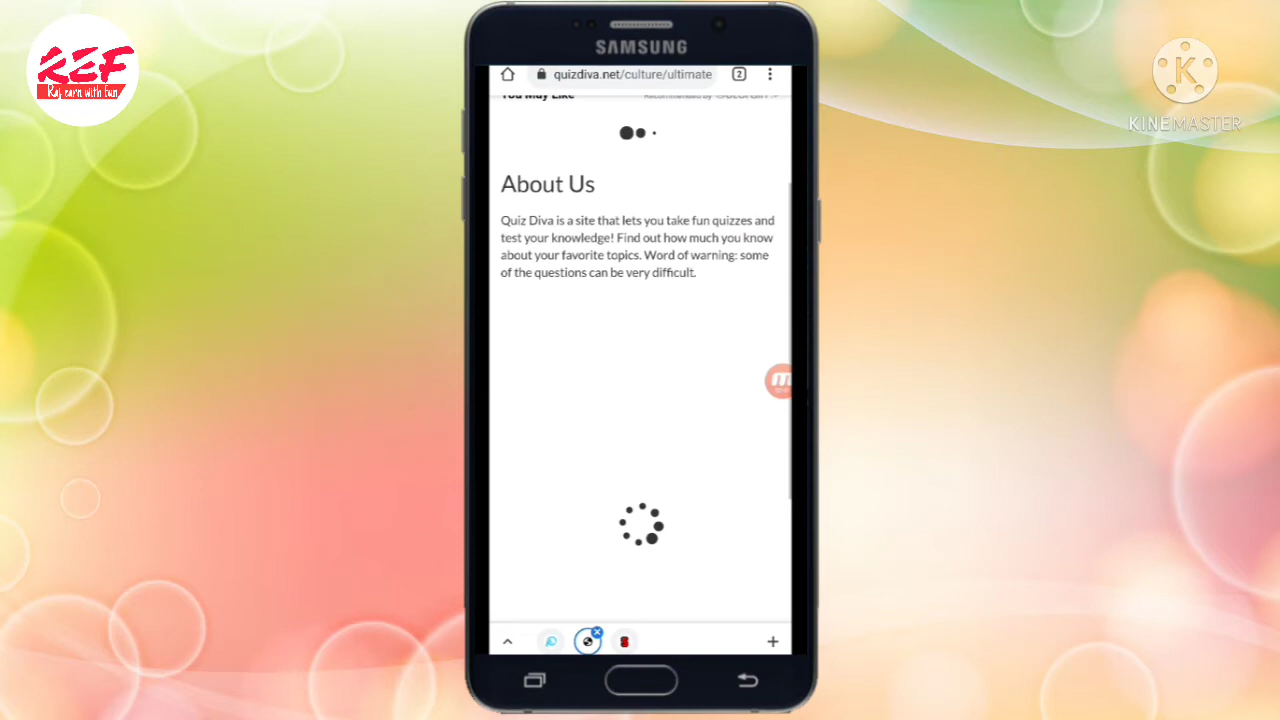 REF
Raj earn with fun
SAMSUNG
K
KINEMASTER
quizdiva.net/culture/ultimate
2
You May Like
Recommended by
About Us
Quiz Diva is a site that lets you take fun quizzes and
test your knowledge! Find out how much you know
about your favorite topics. Word of warning: some
of the questions can be very difficult.